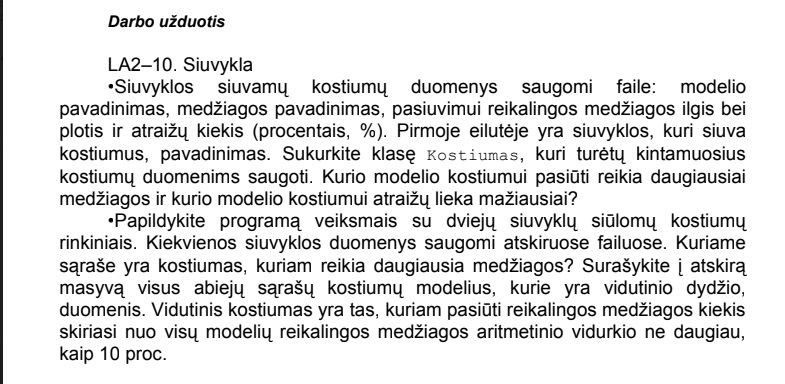 Darbo užduotis
LA2–10. Siuvykla
•Siuvyklos siuvamų kostiumų duomenys saugomi faile: modelio
pavadinimas, medžiagos pavadinimas, pasiuvimui reikalingos medžiagos ilgis bei
plotis ir atraižų kiekis (procentais, %). Pirmoje eilutėje yra siuvyklos, kuri siuva
kostiumus, pavadinimas. Sukurkite klasę Kostiumas, kuri turėtų kintamuosius
kostiumų duomenims saugoti. Kurio modelio kostiumui pasiūti reikia daugiausiai
medžiagos ir kurio modelio kostiumui atraižų lieka mažiausiai?
•Papildykite programą veiksmais su dviejų siuvyklų siūlomų kostiumų
rinkiniais. Kiekvienos siuvyklos duomenys saugomi atskiruose failuose. Kuriame
sąraše yra kostiumas, kuriam reikia daugiausia medžiagos? Surašykite į atskirą
masyvą visus abiejų sąrašų kostiumų modelius, kurie yra vidutinio dydžio,
duomenis. Vidutinis kostiumas yra tas, kuriam pasiūti reikalingos medžiagos kiekis
skiriasi nuo visų modelių reikalingos medžiagos aritmetinio vidurkio ne daugiau,
kaip 10 proc.